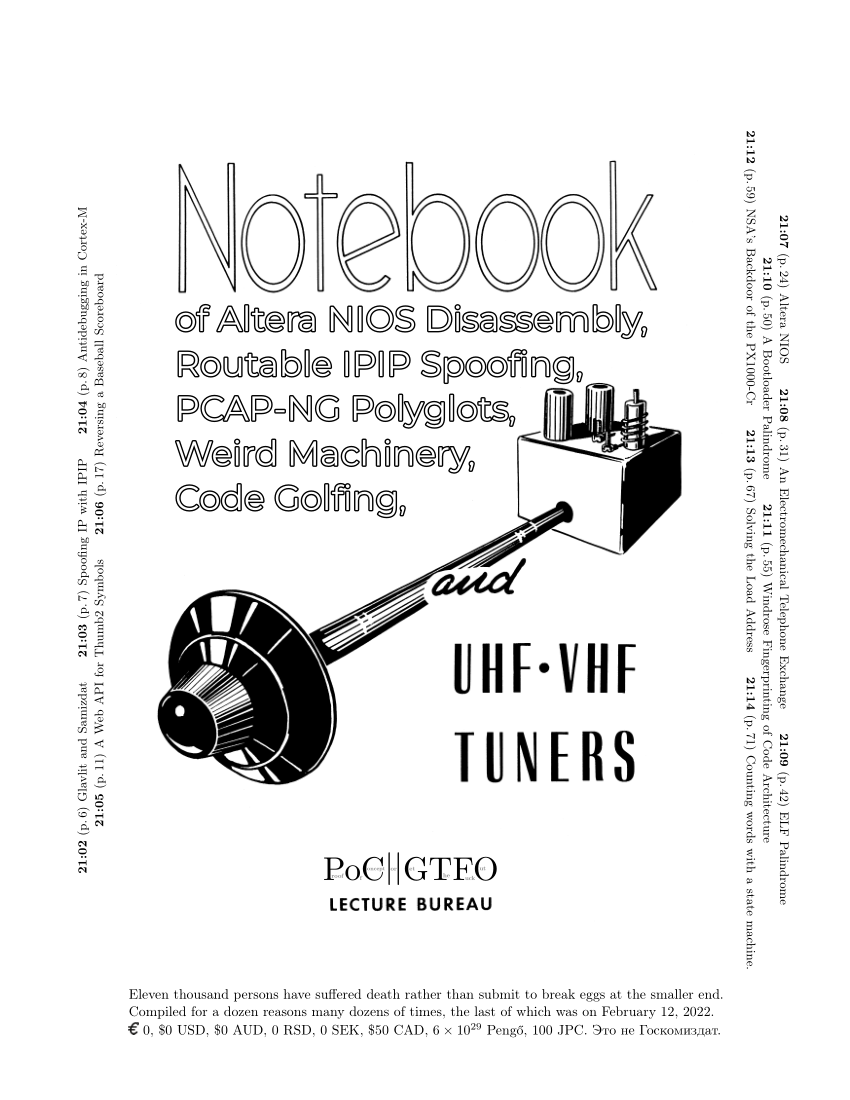 21:02 (p. 6) Glavlit and Samizdat 21:03 (p. 7) Spoofing IP with IPIP 21:04 (p. 8) Antidebugging in Cortex-M
21:05 (p. 11) A Web API for Thumb2 Symbols 21:06 (p. 17) Reversing a Baseball Scoreboard
Notebook
of Altera NIOS Disassembly,
Routable IPIP Spoofing,
PCAP-NG Polyglots,
Weird Machinery,
Code Golfing,
and
UHF·VHF
TUNERS
PoC||GTFO
LECTURE BUREAU
21:07 (p. 24) Altera NIOS 21:08 (p. 31) An Electromechanical Telephone Exchange 21:09 (p. 42) ELF Palindrome
21:10 (p. 50) A Bootloader Palindrome 21:11 (p. 55) Windrose Fingerprinting of Code Architecture
21:12 (p. 59) NSA's Backdoor of the PX1000-Cr 21:13 (p. 67) Solving the Load Address 21:14 (p. 71) Counting words with a state machine.
Eleven thousand persons have suffered death rather than submit to break eggs at the smaller end.
Compiled for a dozen reasons many dozens of times, the last of which was on February 12, 2022.
€ 0, $0 USD, $0 AUD, 0 RSD, 0 SEK, $50 CAD, 6 × 10²⁹ Pengő, 100 JPC. Это не Госкомиздат.